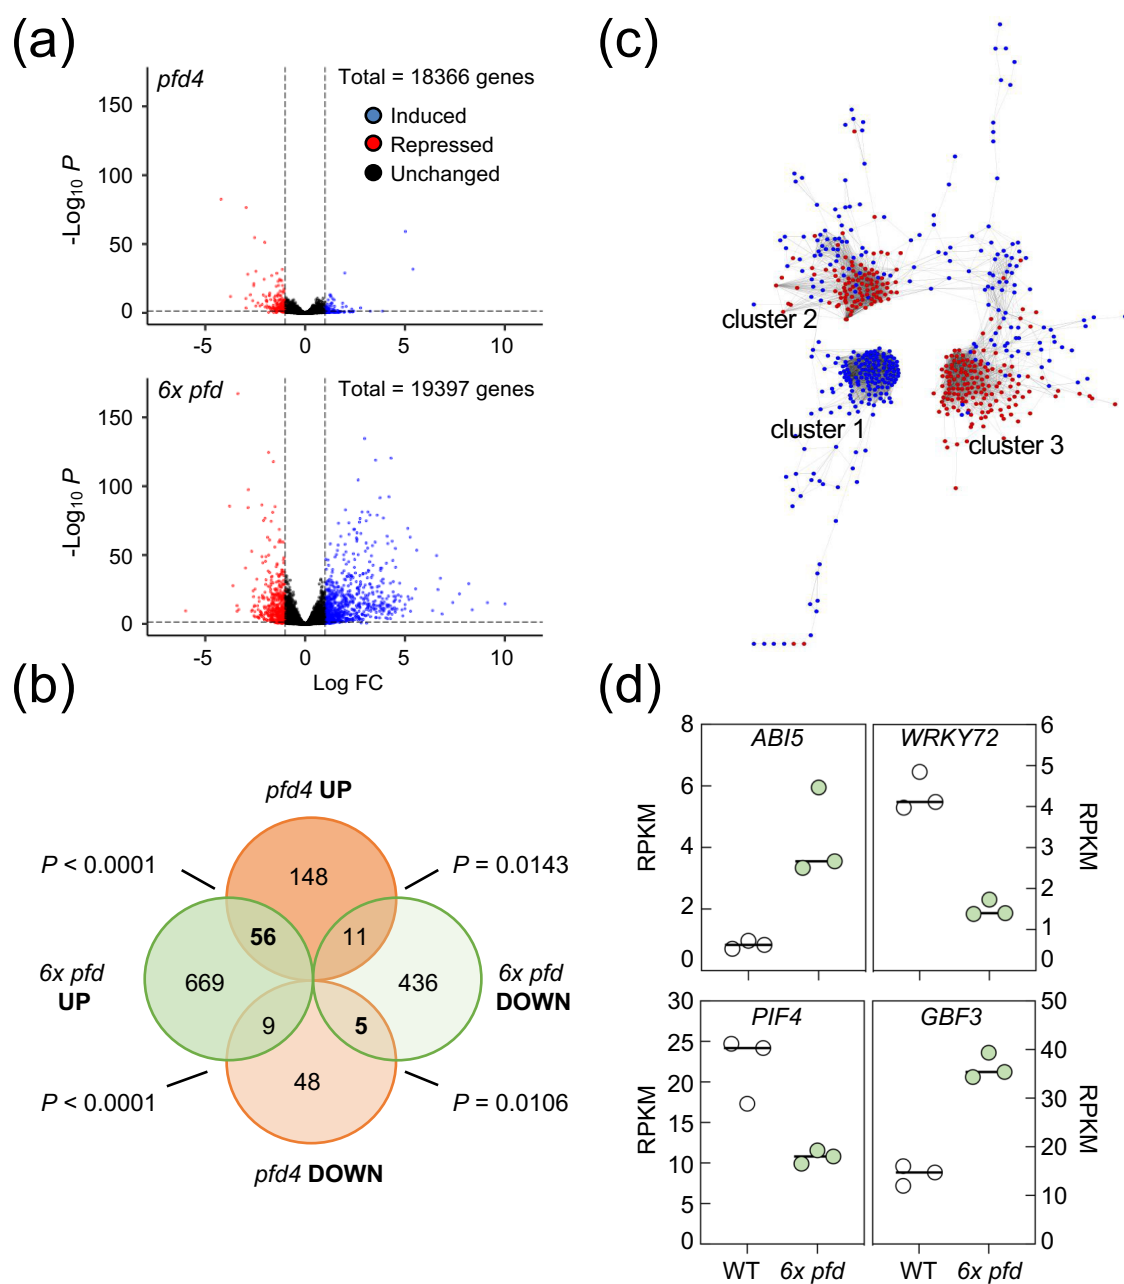 (a)
pfd4
Total = 18366 genes
Induced
Repressed
Unchanged
-Log10 P
150
100
50
0
-5
0
5
10
6x pfd
Total = 19397 genes
-Log10 P
150
100
50
0
-5
0
5
10
Log FC
(b)
pfd4 UP
P < 0.0001
P = 0.0143
148
56
11
6x pfd
UP
669
436
6x pfd
DOWN
9
5
48
P < 0.0001
P = 0.0106
pfd4 DOWN
(c)
cluster 2
cluster 1
cluster 3
(d)
ABI5
RPKM
8
6
4
2
0
WRKY72
RPKM
6
5
4
3
2
1
0
PIF4
RPKM
30
25
20
15
10
5
0
GBF3
RPKM
50
40
30
20
10
0
WT
6x pfd
WT
6x pfd